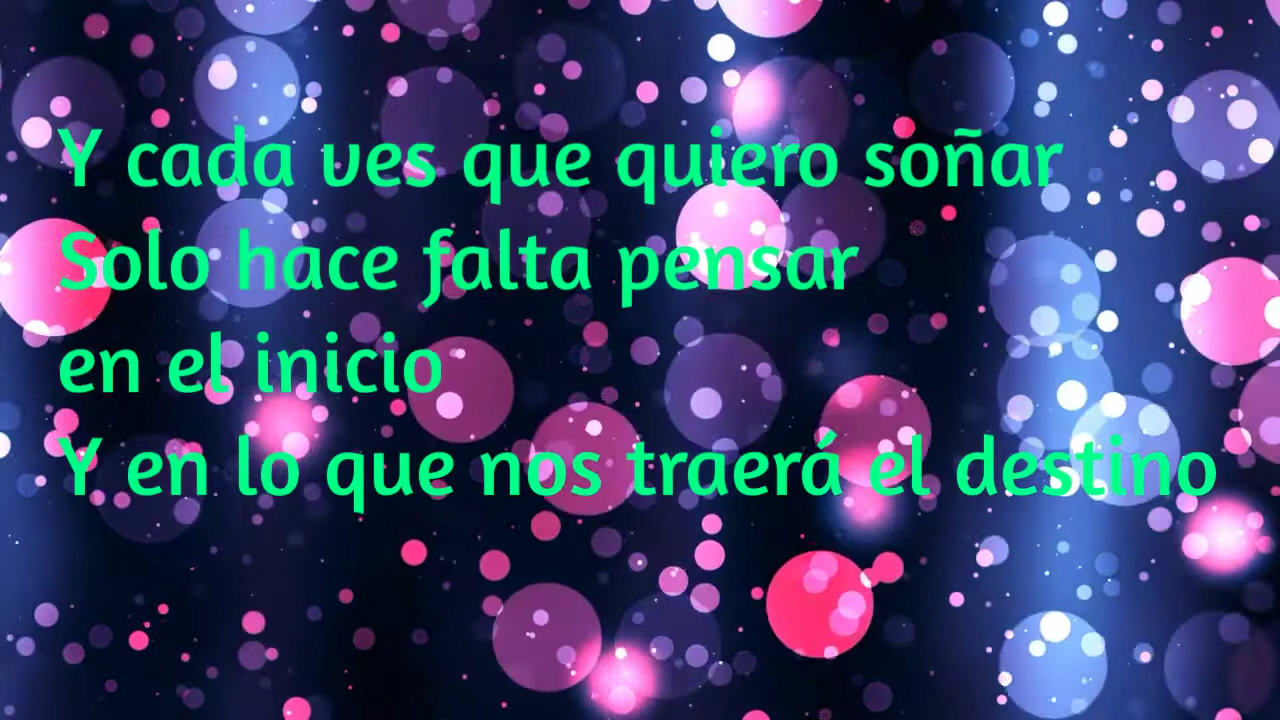 Y cada ves que quiero soñar
Solo hace falta pensar
en el inicio
Y en lo que nos traerá el destino